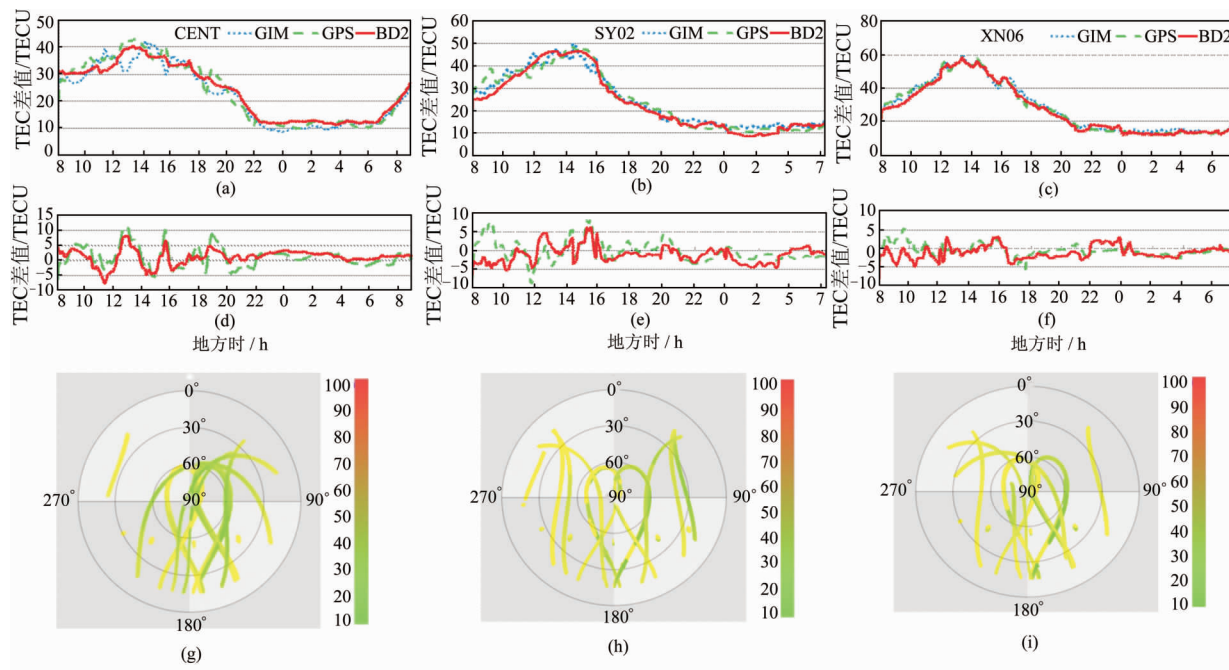 CENT GIM GPS BD2
TEC差值/TECU
50
40
30
20
10
0
8 10 12 14 16 18 20 22 0 2 4 6 8
(a)
SY02 GIM GPS BD2
TEC差值/TECU
60
50
40
30
20
10
0
8 10 12 14 16 18 20 22 0 2 5 7
(b)
XN06 GIM GPS BD2
TEC差值/TECU
80
60
40
20
0
8 10 12 14 16 18 20 22 0 2 4 6
(c)
TEC差值/TECU
15
10
5
0
−5
−10
8 10 12 14 16 18 20 22 0 2 4 6 8
(d)
地方时 / h
TEC差值/TECU
10
5
0
−5
−10
8 10 12 14 16 18 20 22 0 2 4 7
(e)
地方时 / h
TEC差值/TECU
10
5
0
−5
−10
8 10 12 14 16 18 20 22 0 2 4 6
(f)
地方时 / h
0°
30°
60°
270° 90° 90°
180°
100
90
80
70
60
50
40
30
20
10
(g)
0°
30°
60°
270° 90° 90°
180°
100
90
80
70
60
50
40
30
20
10
(h)
0°
30°
60°
270° 90° 90°
180°
100
90
80
70
60
50
40
30
20
10
(i)